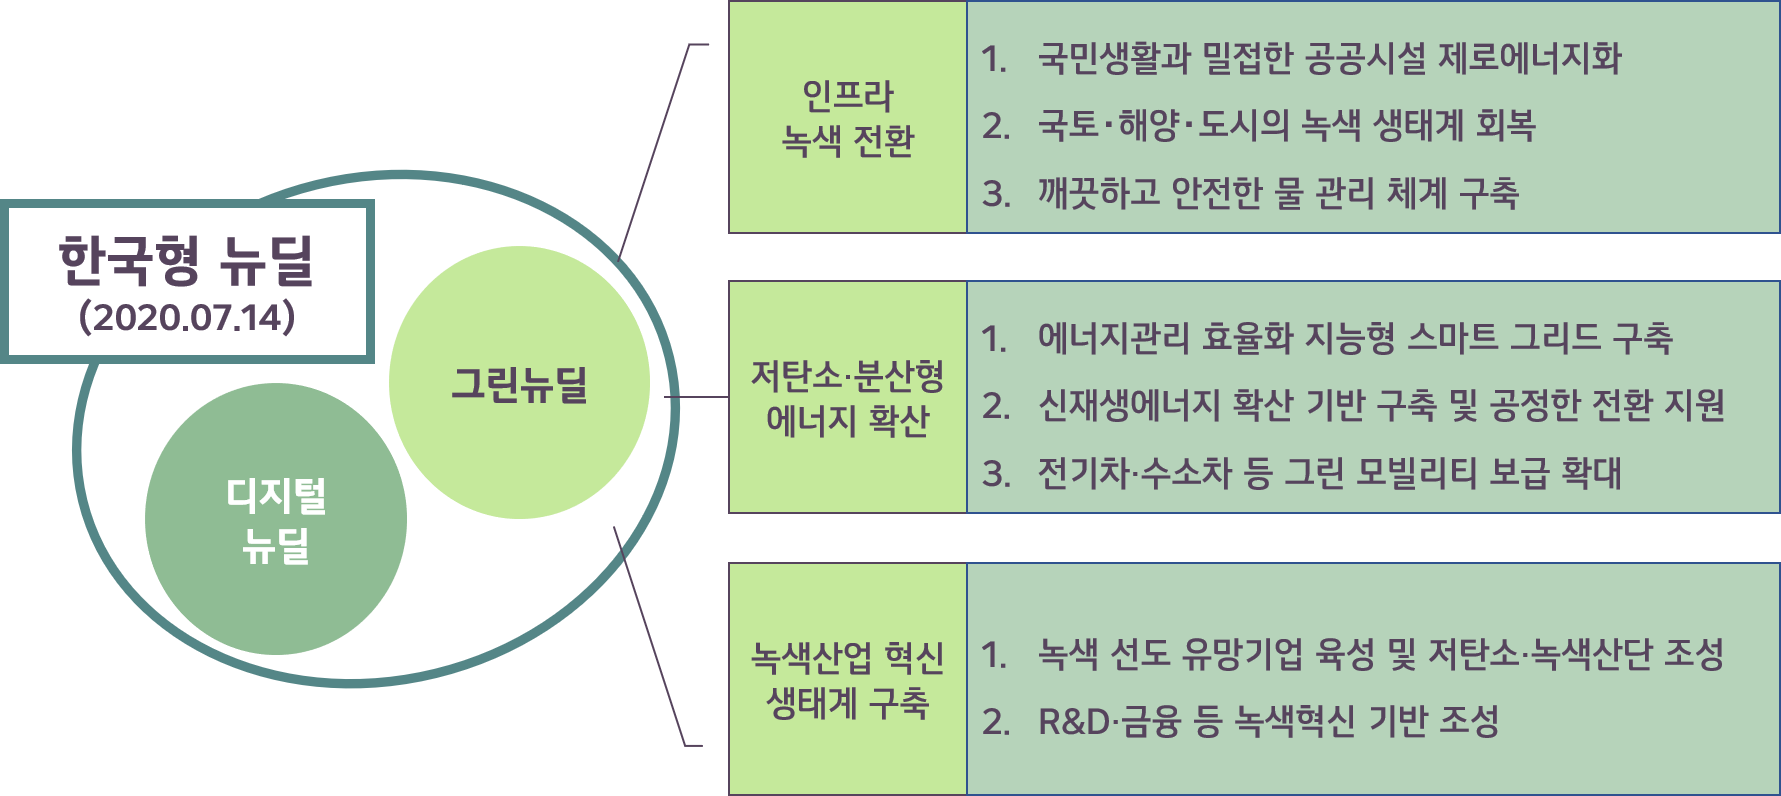 한국형 뉴딜
(2020.07.14)
그린뉴딜
디지털
뉴딜
인프라
녹색 전환
1. 국민생활과 밀접한 공공시설 제로에너지화
2. 국토·해양·도시의 녹색 생태계 회복
3. 깨끗하고 안전한 물 관리 체계 구축
저탄소·분산형
에너지 확산
1. 에너지관리 효율화 지능형 스마트 그리드 구축
2. 신재생에너지 확산 기반 구축 및 공정한 전환 지원
3. 전기차·수소차 등 그린 모빌리티 보급 확대
녹색산업 혁신
생태계 구축
1. 녹색 선도 유망기업 육성 및 저탄소·녹색산단 조성
2. R&D·금융 등 녹색혁신 기반 조성